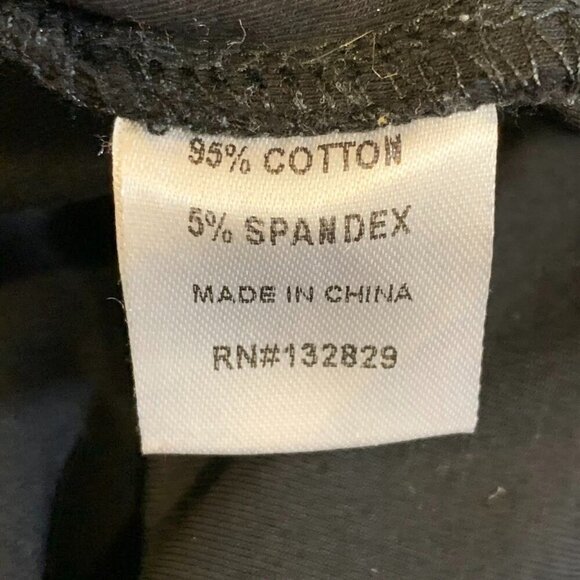 95% COTTON
5% SPANDEX
MADE IN CHINA
RN#132829